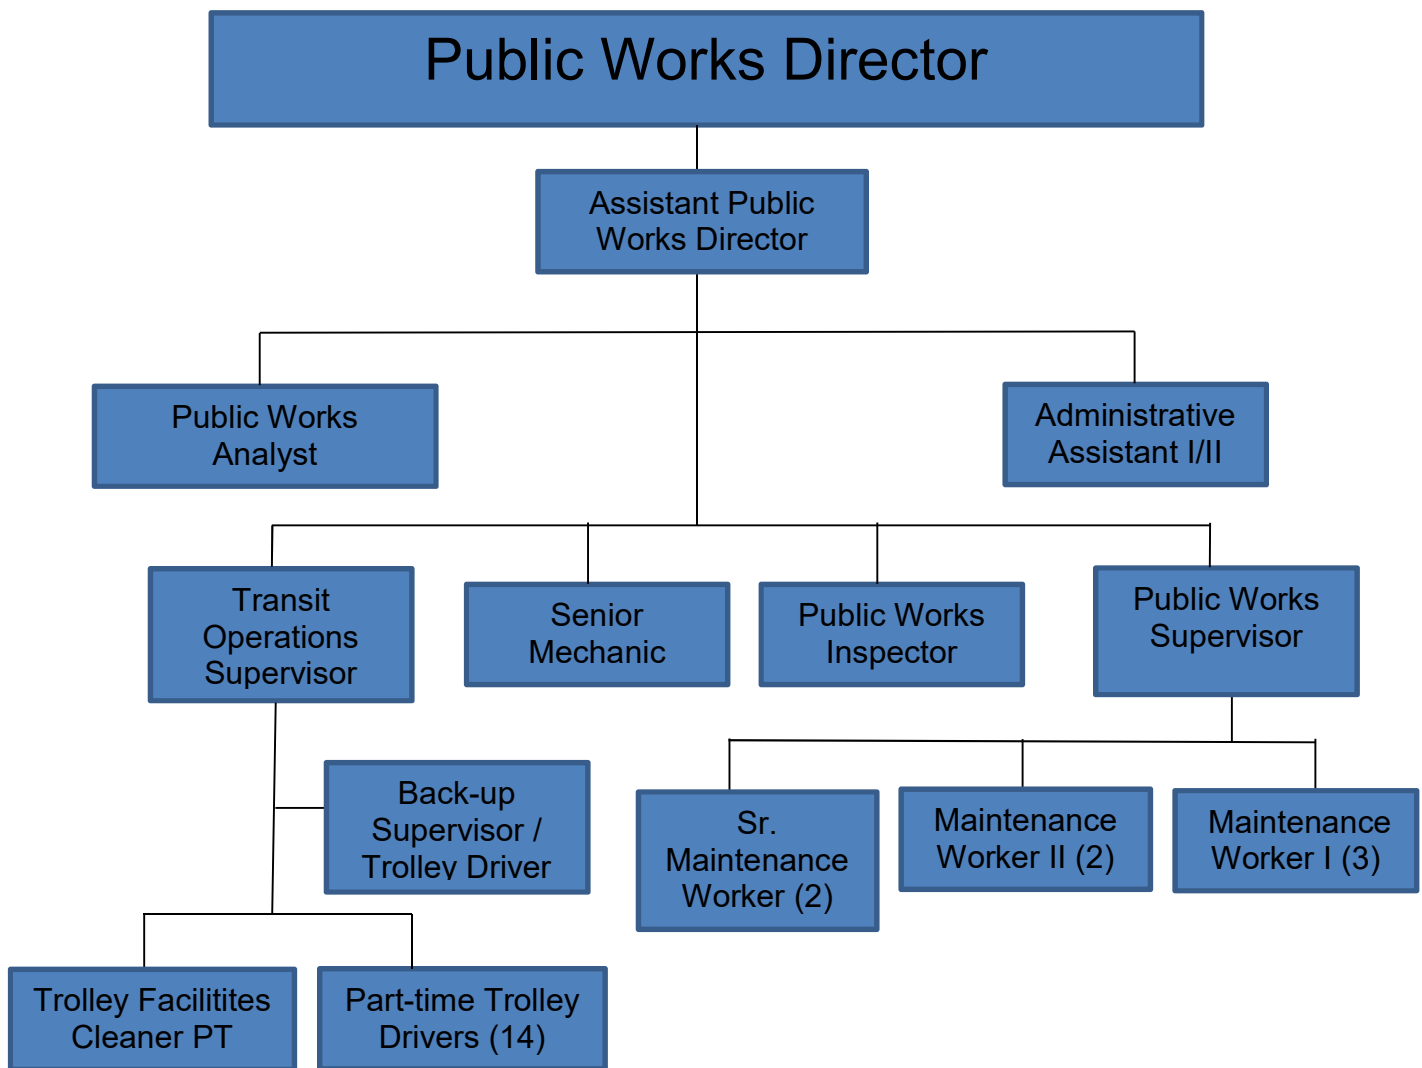 Public Works Director
Assistant Public
Works Director
Public Works
Analyst
Administrative
Assistant I/II
Transit
Operations
Supervisor
Senior
Mechanic
Public Works
Inspector
Public Works
Supervisor
Back-up
Supervisor /
Trolley Driver
Sr.
Maintenance
Worker (2)
Maintenance
Worker II (2)
Maintenance
Worker I (3)
Trolley Facilitites
Cleaner PT
Part-time Trolley
Drivers (14)